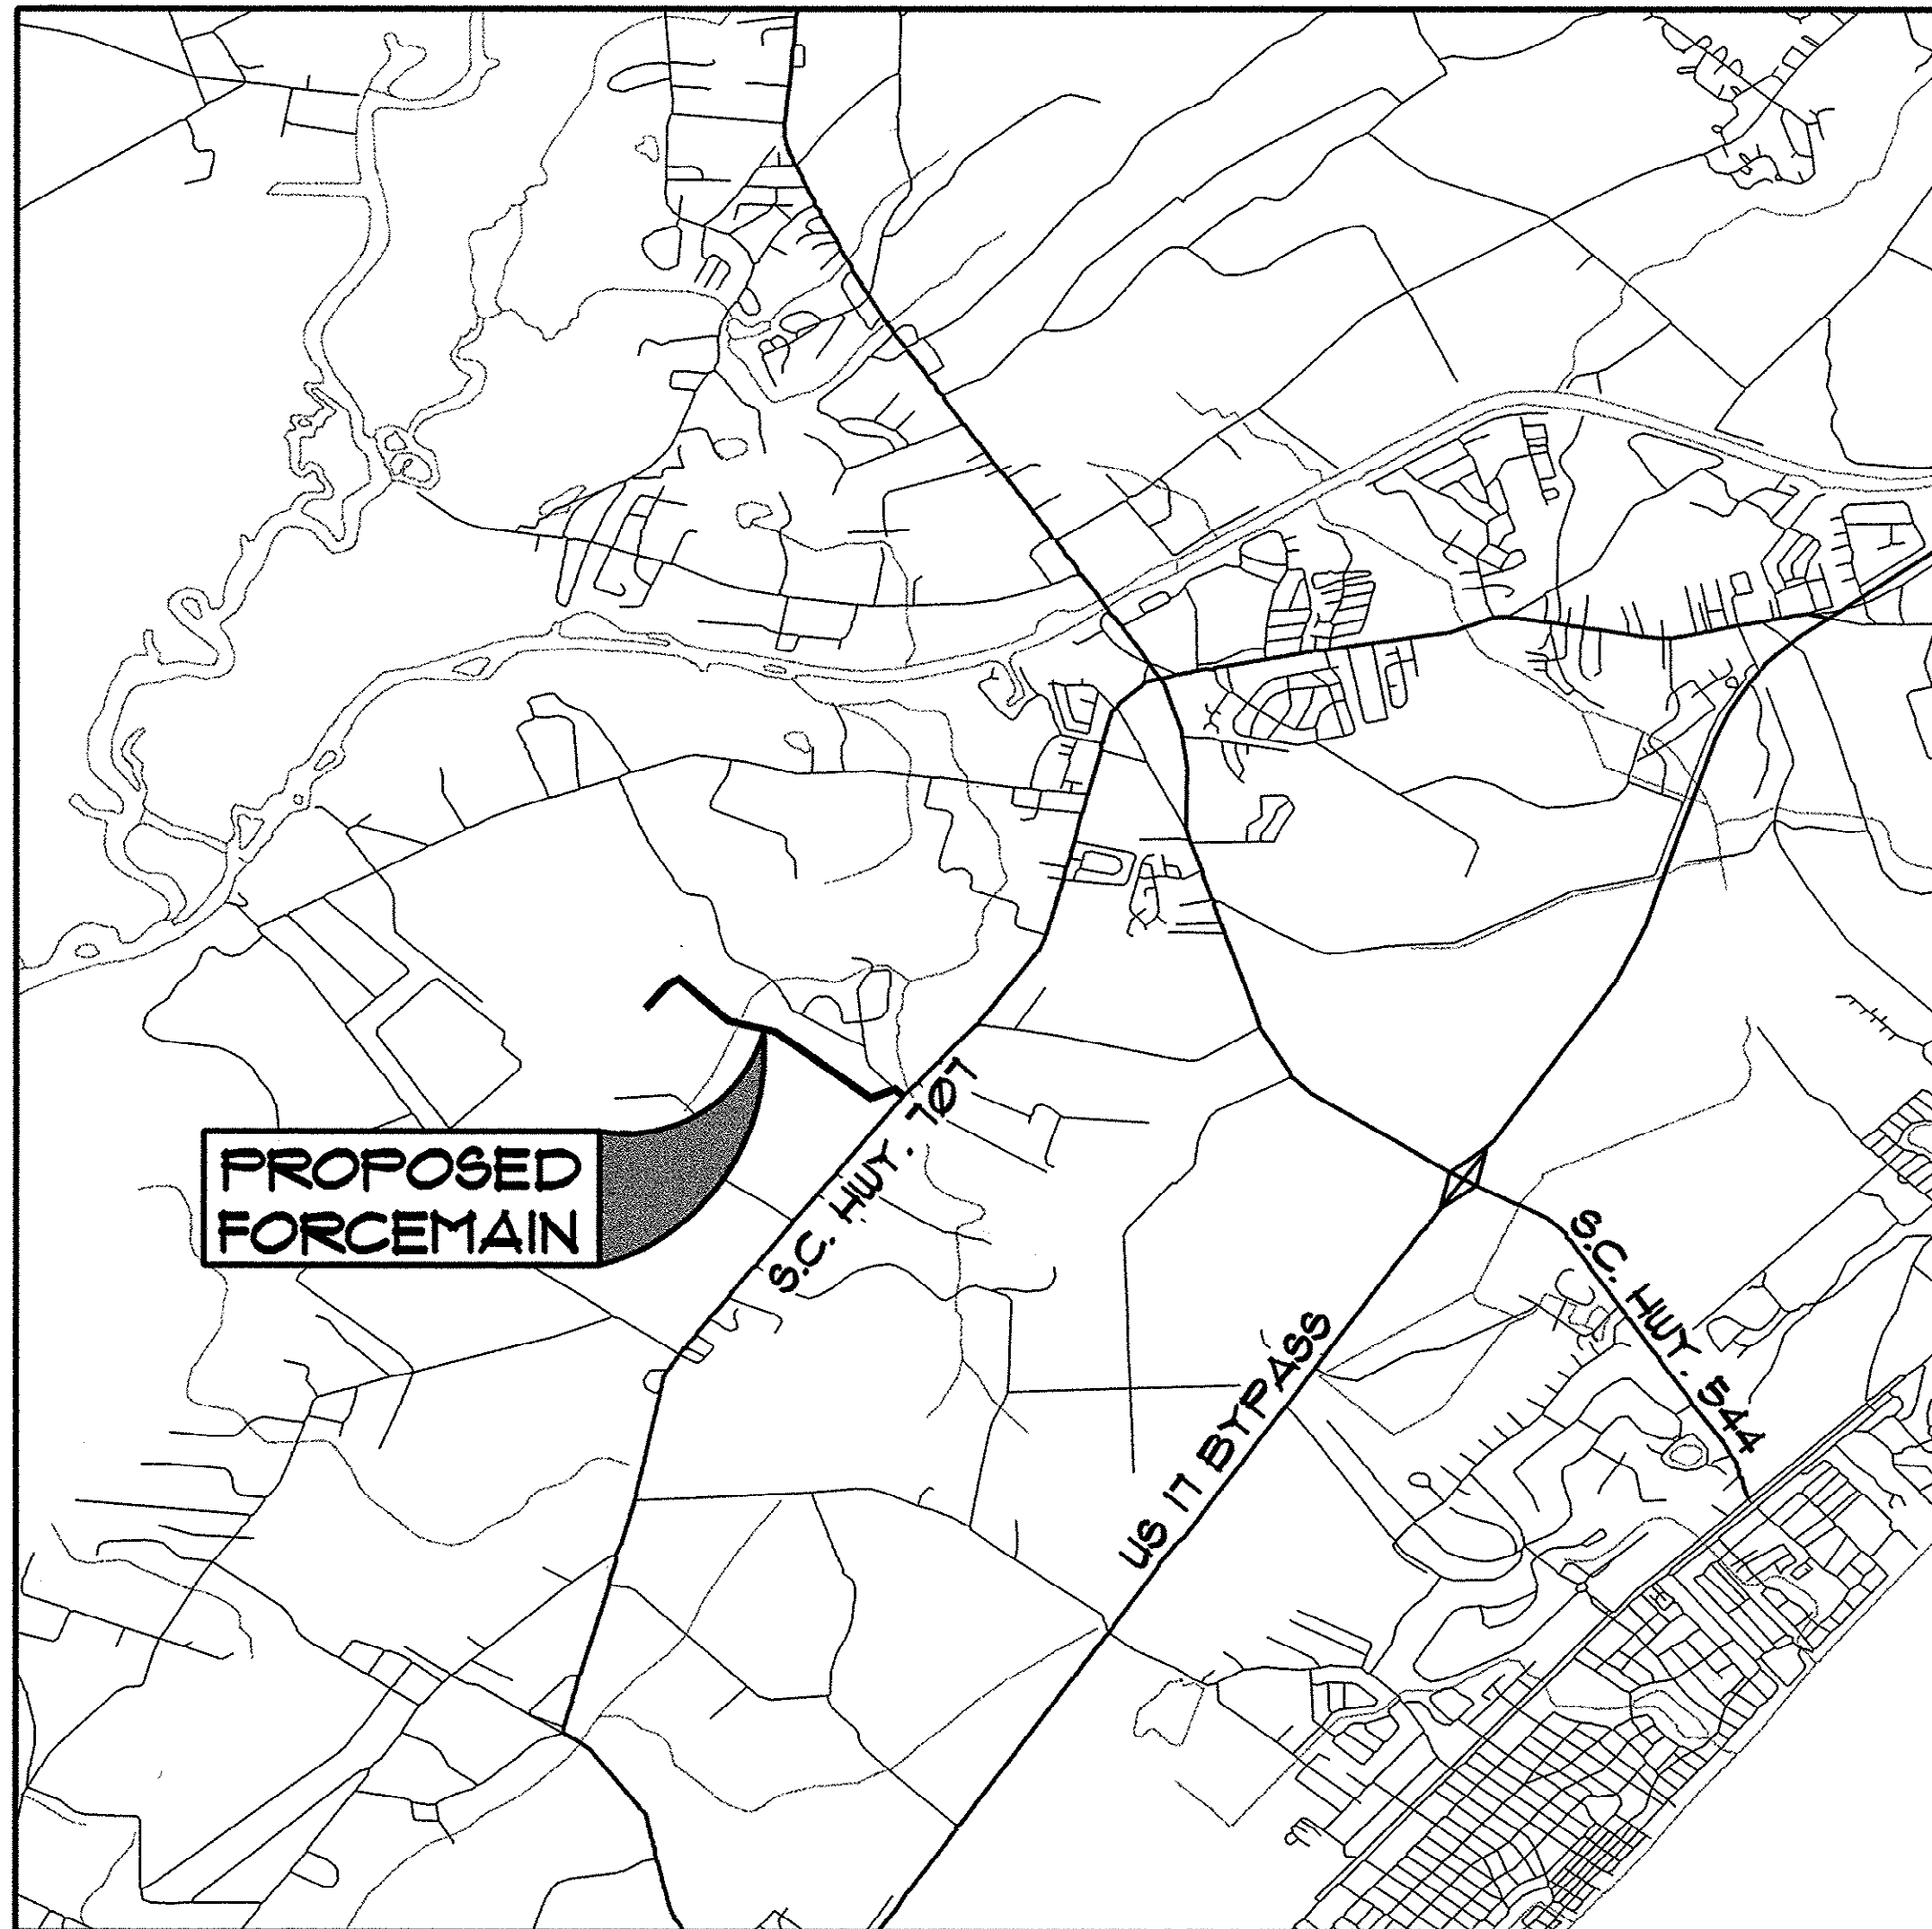 PROPOSED
FORCEMAIN
S.C. HWY. 707
US 17 BYPASS
S.C. HWY. 544